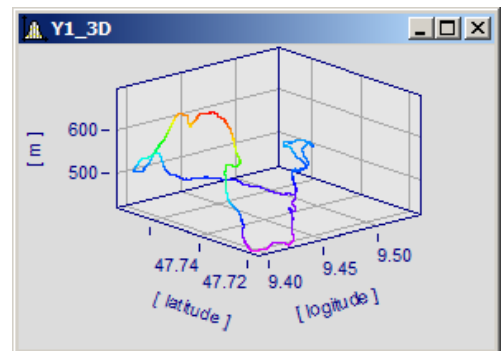 Y1_3D
600
[ m ]
500
47.74
47.72
9.40
9.45
9.50
[ latitude ]
[ logitude ]